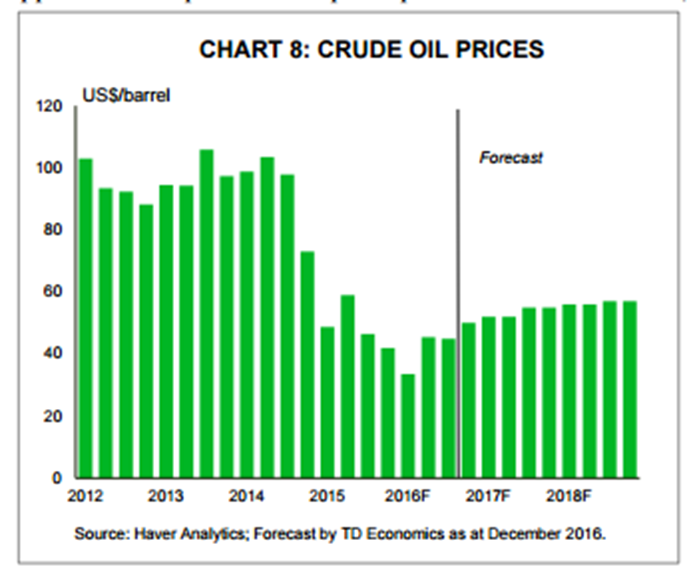 CHART 8: CRUDE OIL PRICES
US$/barrel
120
100
80
60
40
20
0
Forecast
2012 2013 2014 2015 2016F 2017F 2018F
Source: Haver Analytics; Forecast by TD Economics as at December 2016.